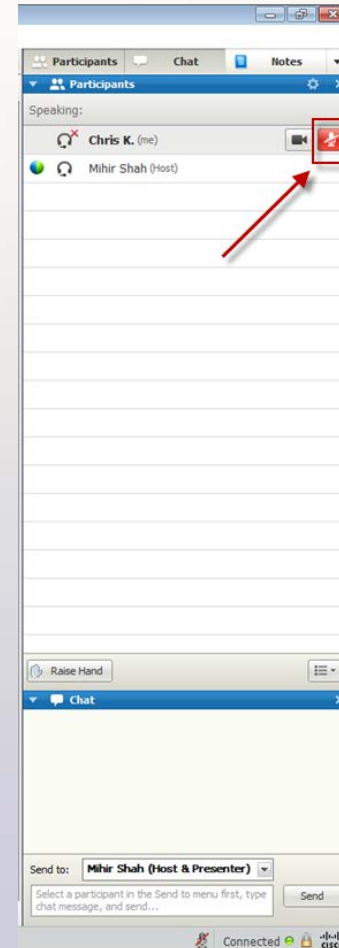 Participants Chat Notes
Participants
Speaking:
Chris K. (me)
Mihir Shah (Host)
Raise Hand
Chat
Send to: Mihir Shah (Host & Presenter)
Select a participant in the Send to menu first, type
chat message, and send...
Send
Connected